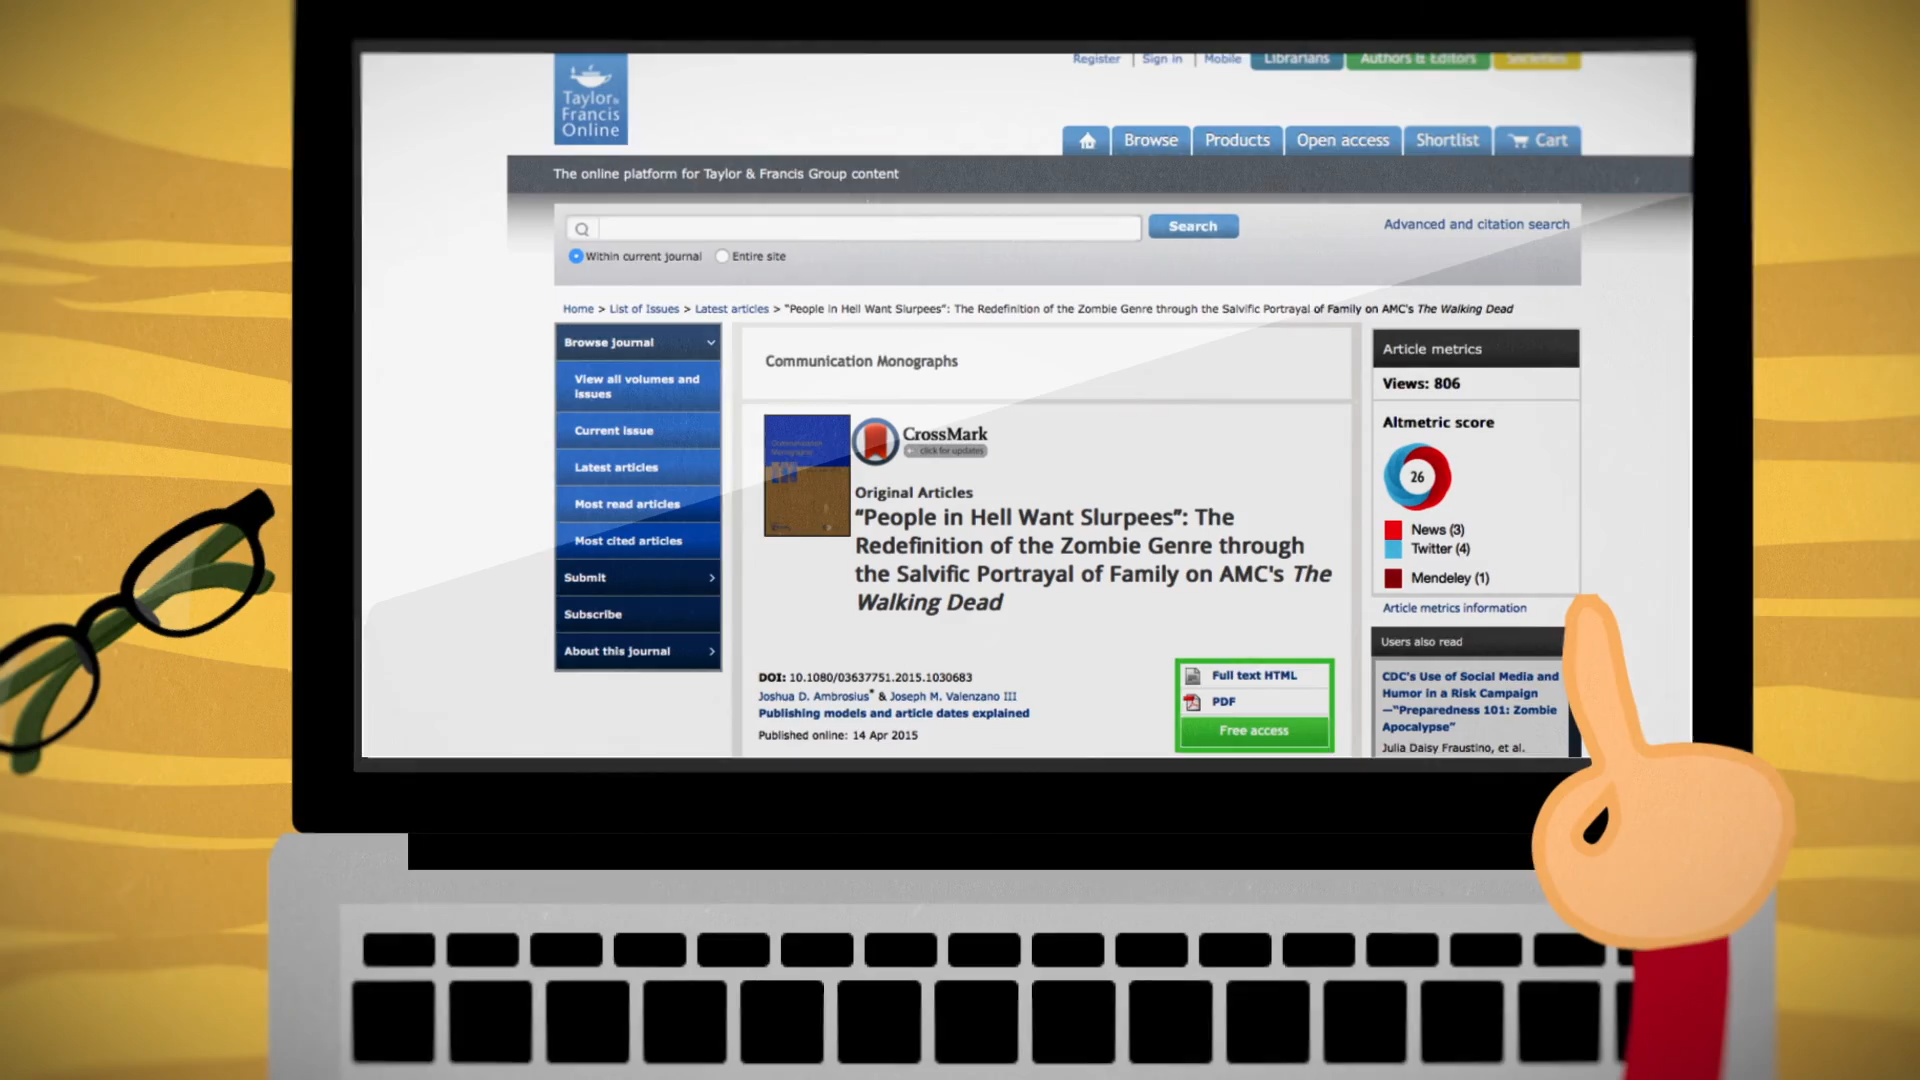 Register | Sign in | Mobile Librarians Authors & Editors Societies
Taylor &
Francis
Online
Browse Products Open access Shortlist Cart
The online platform for Taylor & Francis Group content
Search Advanced and citation search
Within current journal Entire site
Home > List of Issues > Latest articles > "People in Hell Want Slurpees": The Redefinition of the Zombie Genre through the Salvific Portrayal of Family on AMC's The Walking Dead
Browse journal
View all volumes and
issues
Current issue
Latest articles
Most read articles
Most cited articles
Submit
Subscribe
About this journal
Communication Monographs
Communication
Monographs
CrossMark
click for updates
Original Articles
“People in Hell Want Slurpees”: The
Redefinition of the Zombie Genre through
the Salvific Portrayal of Family on AMC's The
Walking Dead
DOI: 10.1080/03637751.2015.1030683
Joshua D. Ambrosius* & Joseph M. Valenzano III
Publishing models and article dates explained
Published online: 14 Apr 2015
Full text HTML
PDF
Free access
Article metrics
Views: 806
Altmetric score
26
News (3)
Twitter (4)
Mendeley (1)
Article metrics information
Users also read
CDC's Use of Social Media and
Humor in a Risk Campaign
—"Preparedness 101: Zombie
Apocalypse"
Julia Daisy Fraustino, et al.